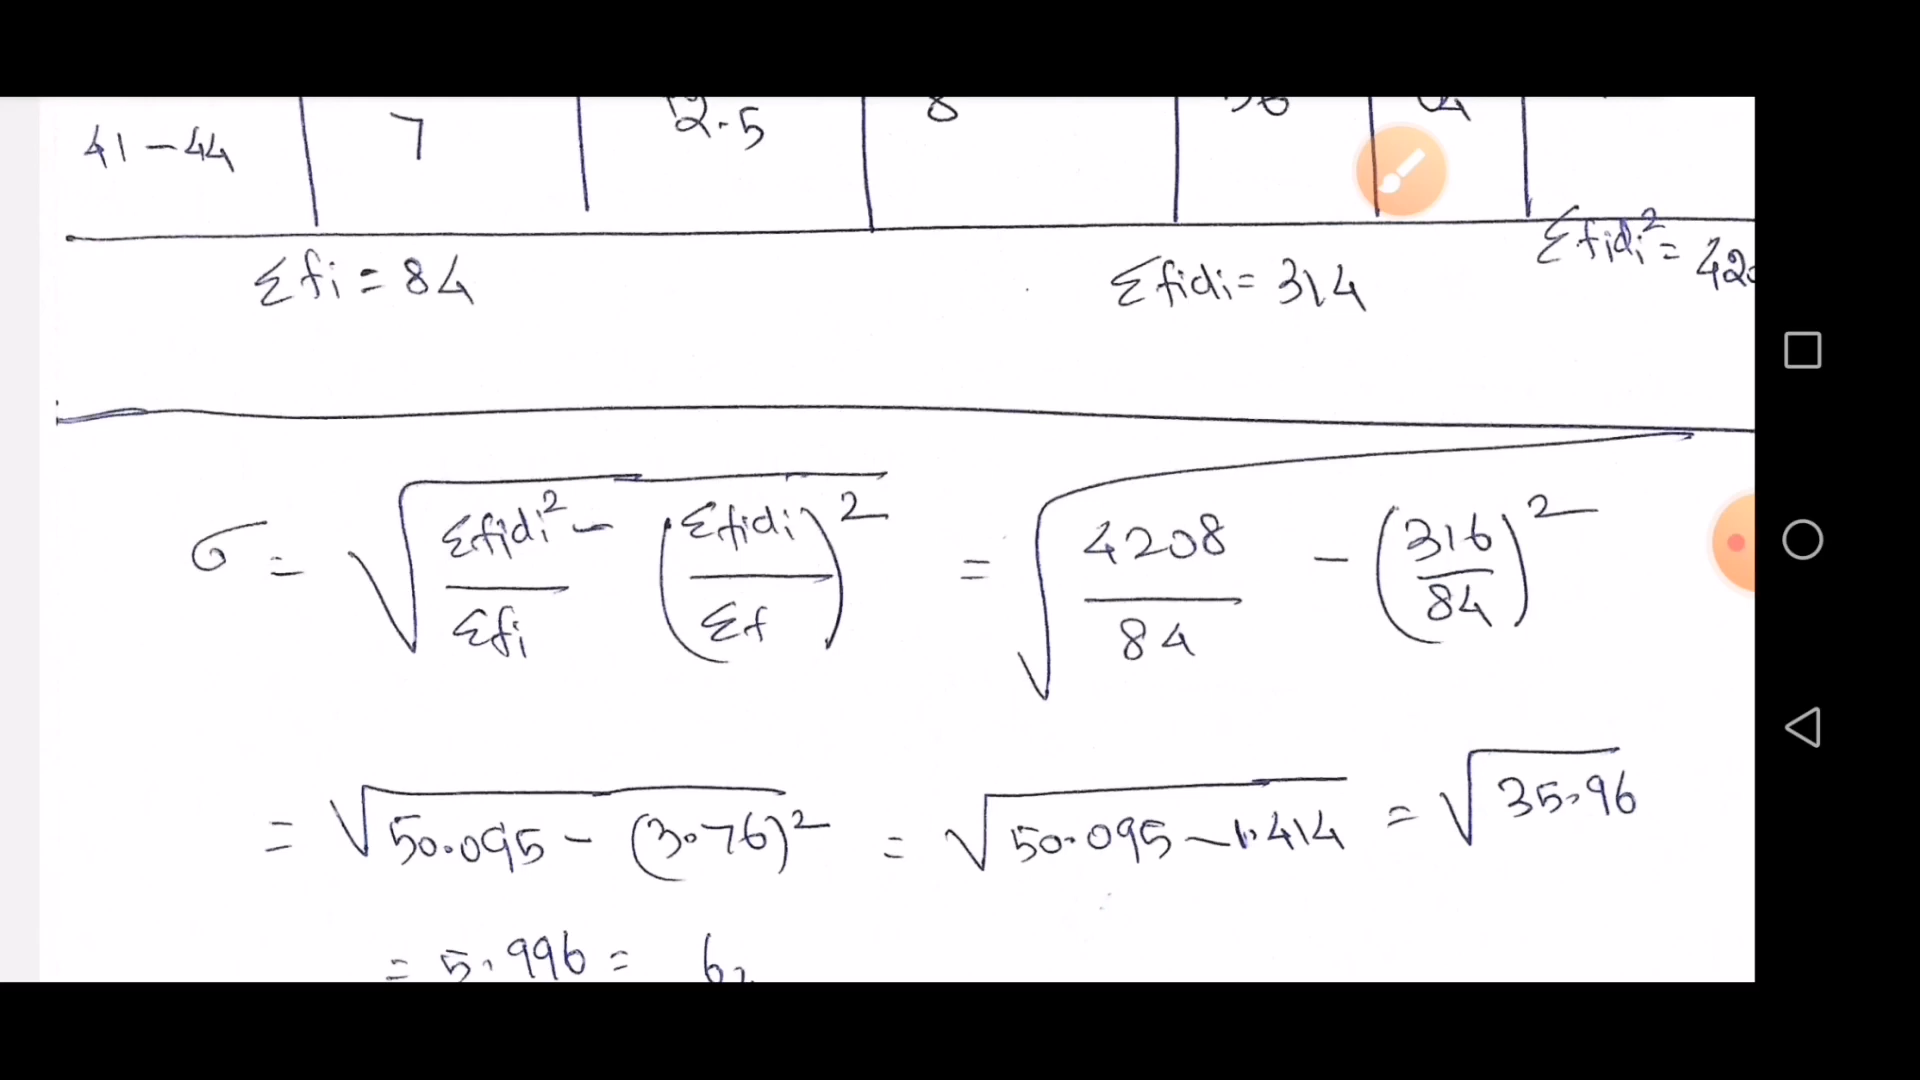 41-44 7 2.5 8
Σfi = 84 Σfidi = 314 Σfidi² = 420
σ = √(Σfidi²/Σfi - (Σfidi/Σf)²) = √(4208/84 - (316/84)²)
= √(50.095 - (3.76)²) = √(50.095 - 1.414) = √35.96
= 5.996 = 6